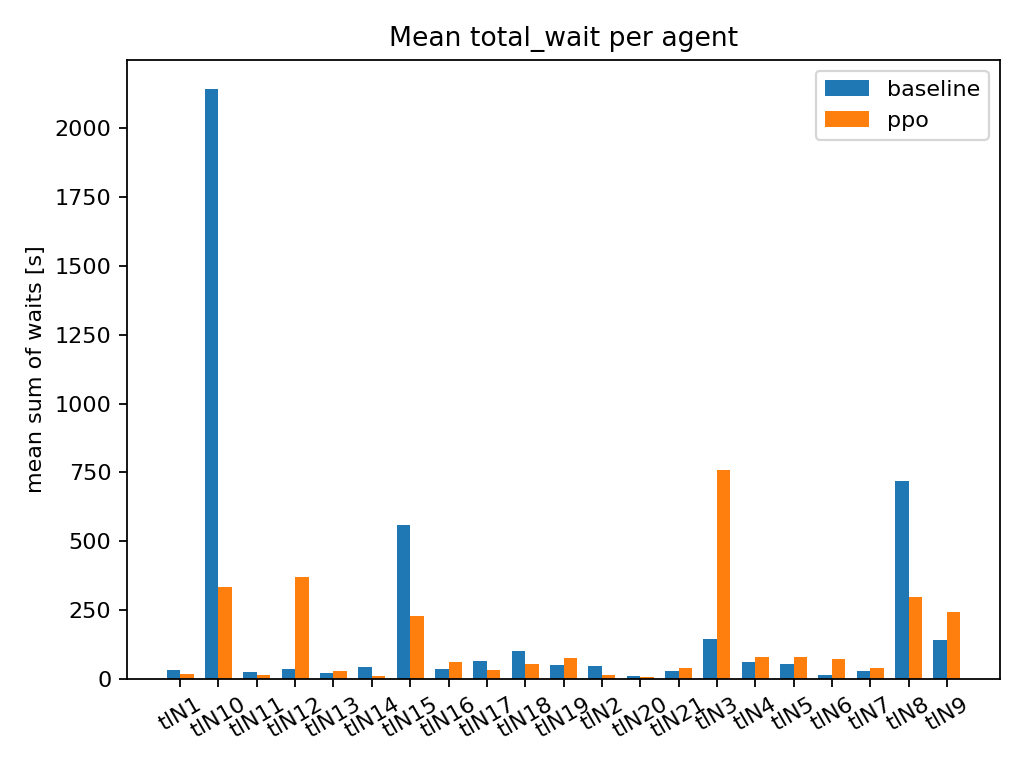 Mean total_wait per agent
baseline
ppo
mean sum of waits [s]
2000
1750
1500
1250
1000
750
500
250
0
tlN1
tlN10
tlN11
tlN12
tlN13
tlN14
tlN15
tlN16
tlN17
tlN18
tlN19
tlN2
tlN20
tlN21
tlN3
tlN4
tlN5
tlN6
tlN7
tlN8
tlN9